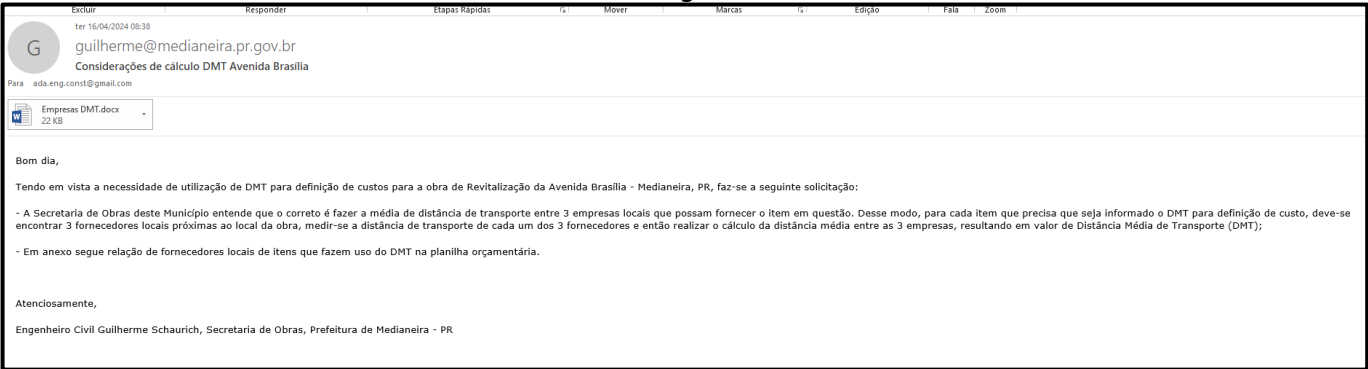 Excluir Responder Etapas Rápidas Mover Marcas Edição Fala Zoom
ter 16/04/2024 08:38
G
guilherme@medianeira.pr.gov.br
Considerações de cálculo DMT Avenida Brasília
Para ada.eng.const@gmail.com
Empresas DMT.docx
22 KB
Bom dia,
Tendo em vista a necessidade de utilização de DMT para definição de custos para a obra de Revitalização da Avenida Brasília - Medianeira, PR, faz-se a seguinte solicitação:
- A Secretaria de Obras deste Município entende que o correto é fazer a média de distância de transporte entre 3 empresas locais que possam fornecer o item em questão. Desse modo, para cada item que precisa que seja informado o DMT para definição de custo, deve-se
encontrar 3 fornecedores locais próximas ao local da obra, medir-se a distância de transporte de cada um dos 3 fornecedores e então realizar o cálculo da distância média entre as 3 empresas, resultando em valor de Distância Média de Transporte (DMT);
- Em anexo segue relação de fornecedores locais de itens que fazem uso do DMT na planilha orçamentária.
Atenciosamente,
Engenheiro Civil Guilherme Schaurich, Secretaria de Obras, Prefeitura de Medianeira - PR